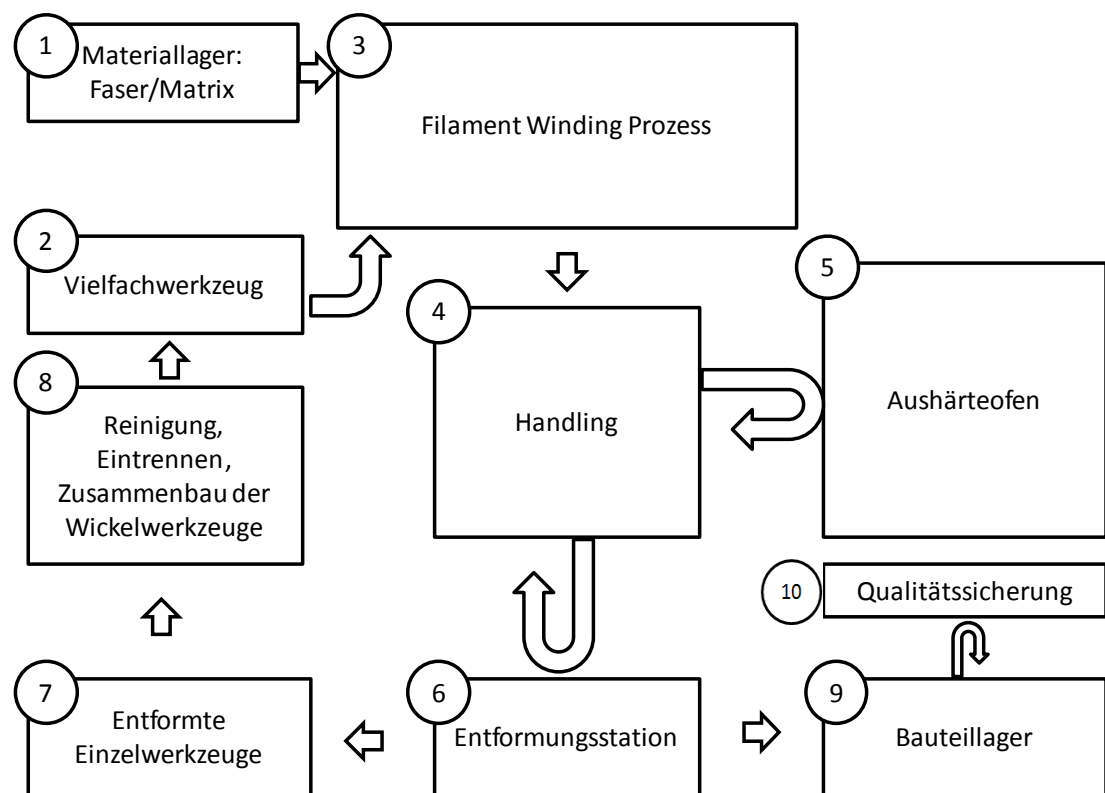 1
Materiallager:
Faser/Matrix
3
Filament Winding Prozess
2
Vielfachwerkzeug
4
Handling
5
Aushärteofen
8
Reinigung,
Eintrennen,
Zusammenbau der
Wickelwerkzeuge
10
Qualitätssicherung
7
Entformte
Einzelwerkzeuge
6
Entformungsstation
9
Bauteillager